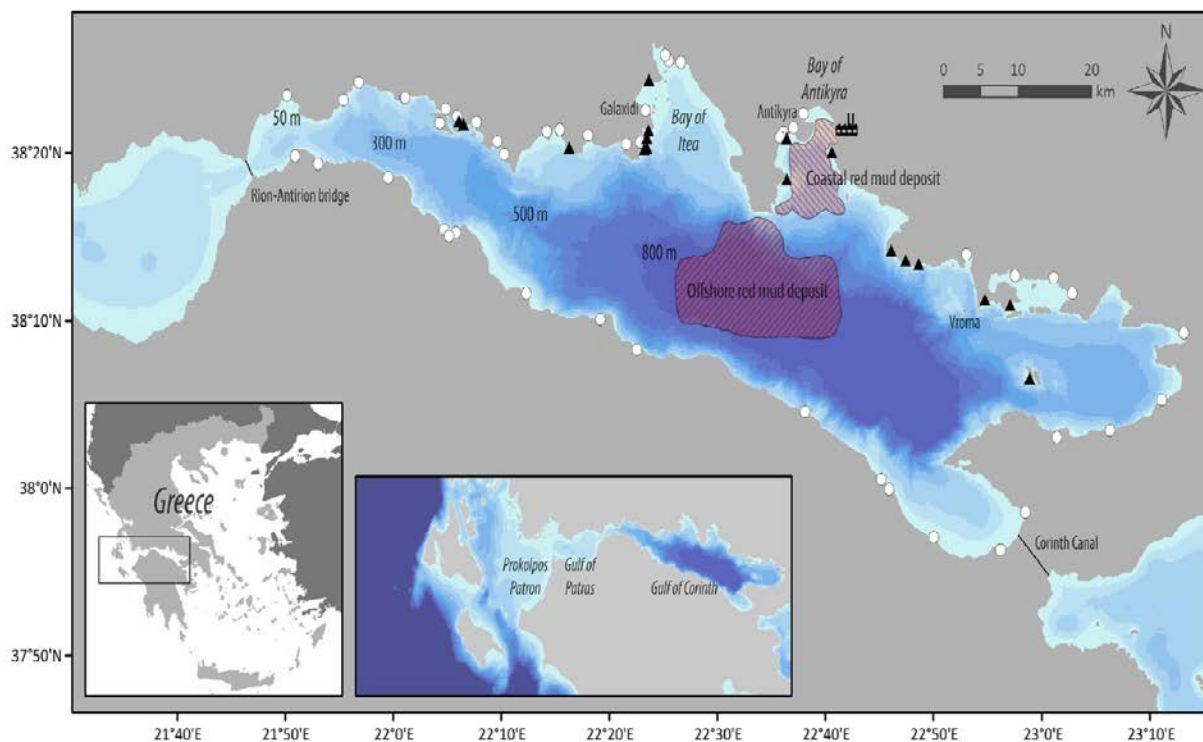 N
0 10 20
km
Bay of
Antikyra
Galaxidi
Antikyra
Bay of
Itea
50 m
300 m
38°20'N
Coastal red mud deposit
Rion-Antirion bridge
500 m
800 m
Offshore red mud deposit
38°10'N
Vroma
Greece
38°0'N
Corinth Canal
Prokolpos
Patron
Gulf of
Patras
Gulf of Corinth
37°50'N
21°40'E 21°50'E 22°0'E 22°10'E 22°20'E 22°30'E 22°40'E 22°50'E 23°0'E 23°10'E